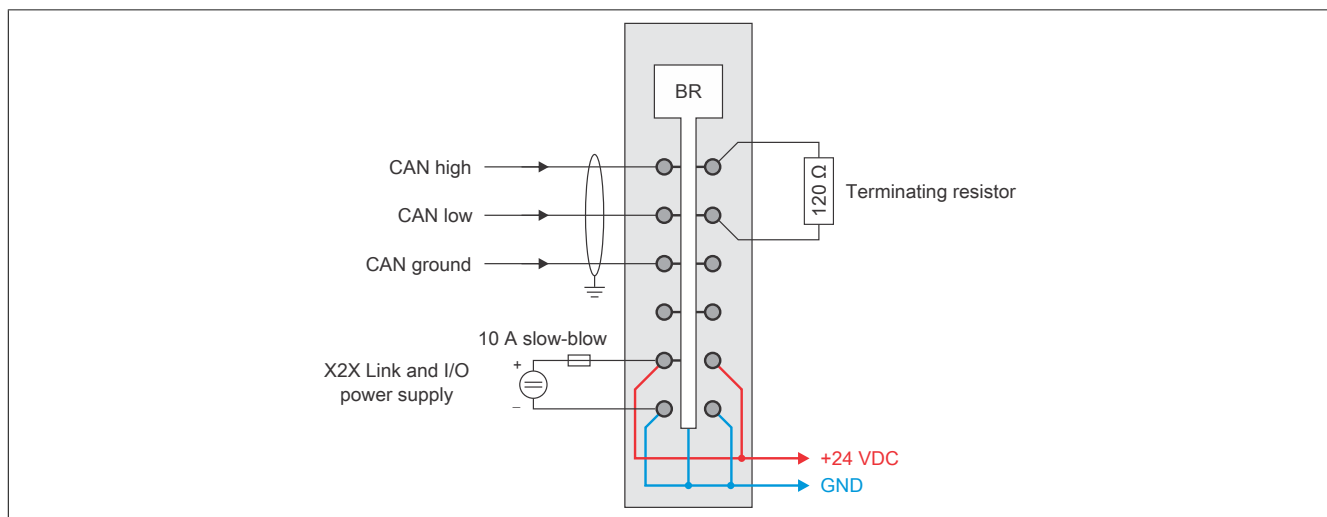 BR
CAN high
CAN low
CAN ground
120 Ω
Terminating resistor
10 A slow-blow
+
X2X Link and I/O
power supply
–
+24 VDC
GND